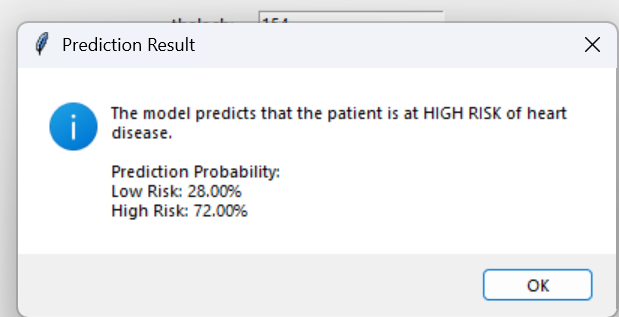 Prediction Result
The model predicts that the patient is at HIGH RISK of heart
disease.
Prediction Probability:
Low Risk: 28.00%
High Risk: 72.00%
OK